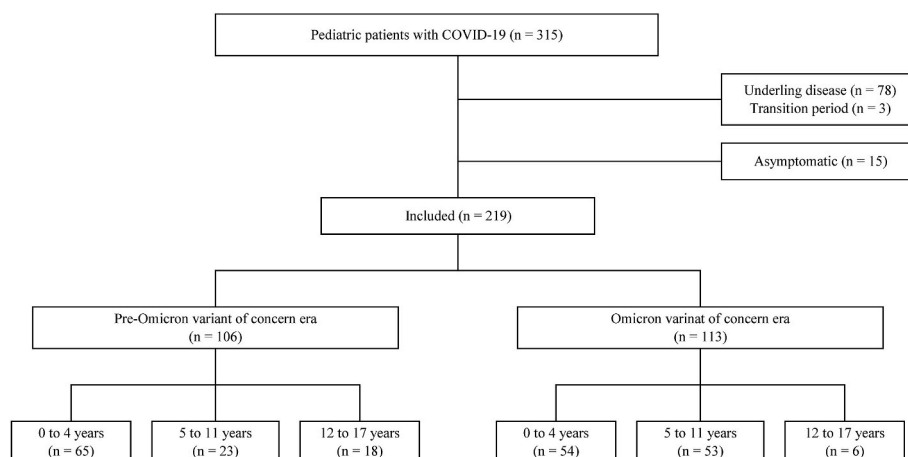 Pediatric patients with COVID-19 (n = 315)
Underling disease (n = 78)
Transition period (n = 3)
Asymptomatic (n = 15)
Included (n = 219)
Pre-Omicron variant of concern era
(n = 106)
Omicron varinat of concern era
(n = 113)
0 to 4 years
(n = 65)
5 to 11 years
(n = 23)
12 to 17 years
(n = 18)
0 to 4 years
(n = 54)
5 to 11 years
(n = 53)
12 to 17 years
(n = 6)